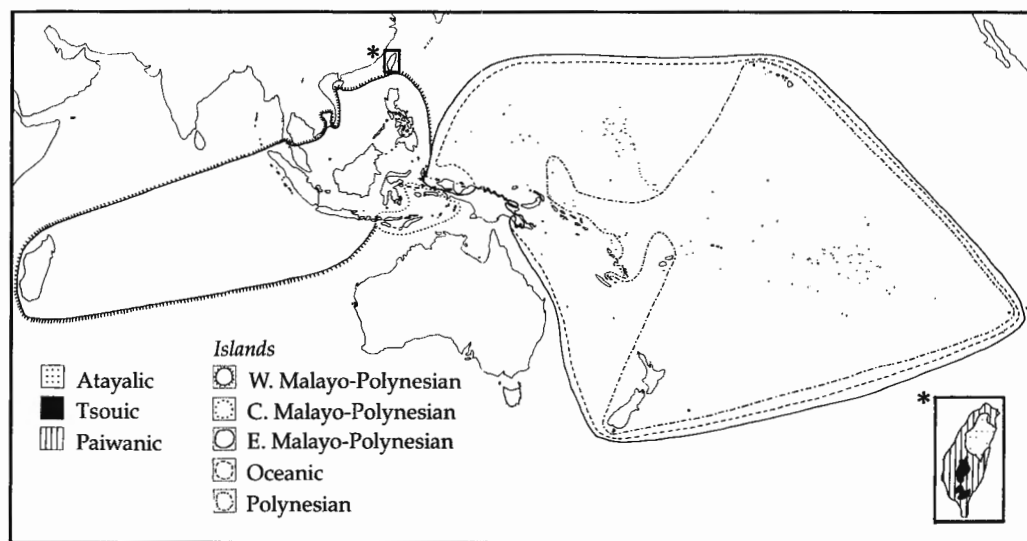 *
Atayalic
Tsouic
Paiwanic
Islands
W. Malayo-Polynesian
C. Malayo-Polynesian
E. Malayo-Polynesian
Oceanic
Polynesian
*